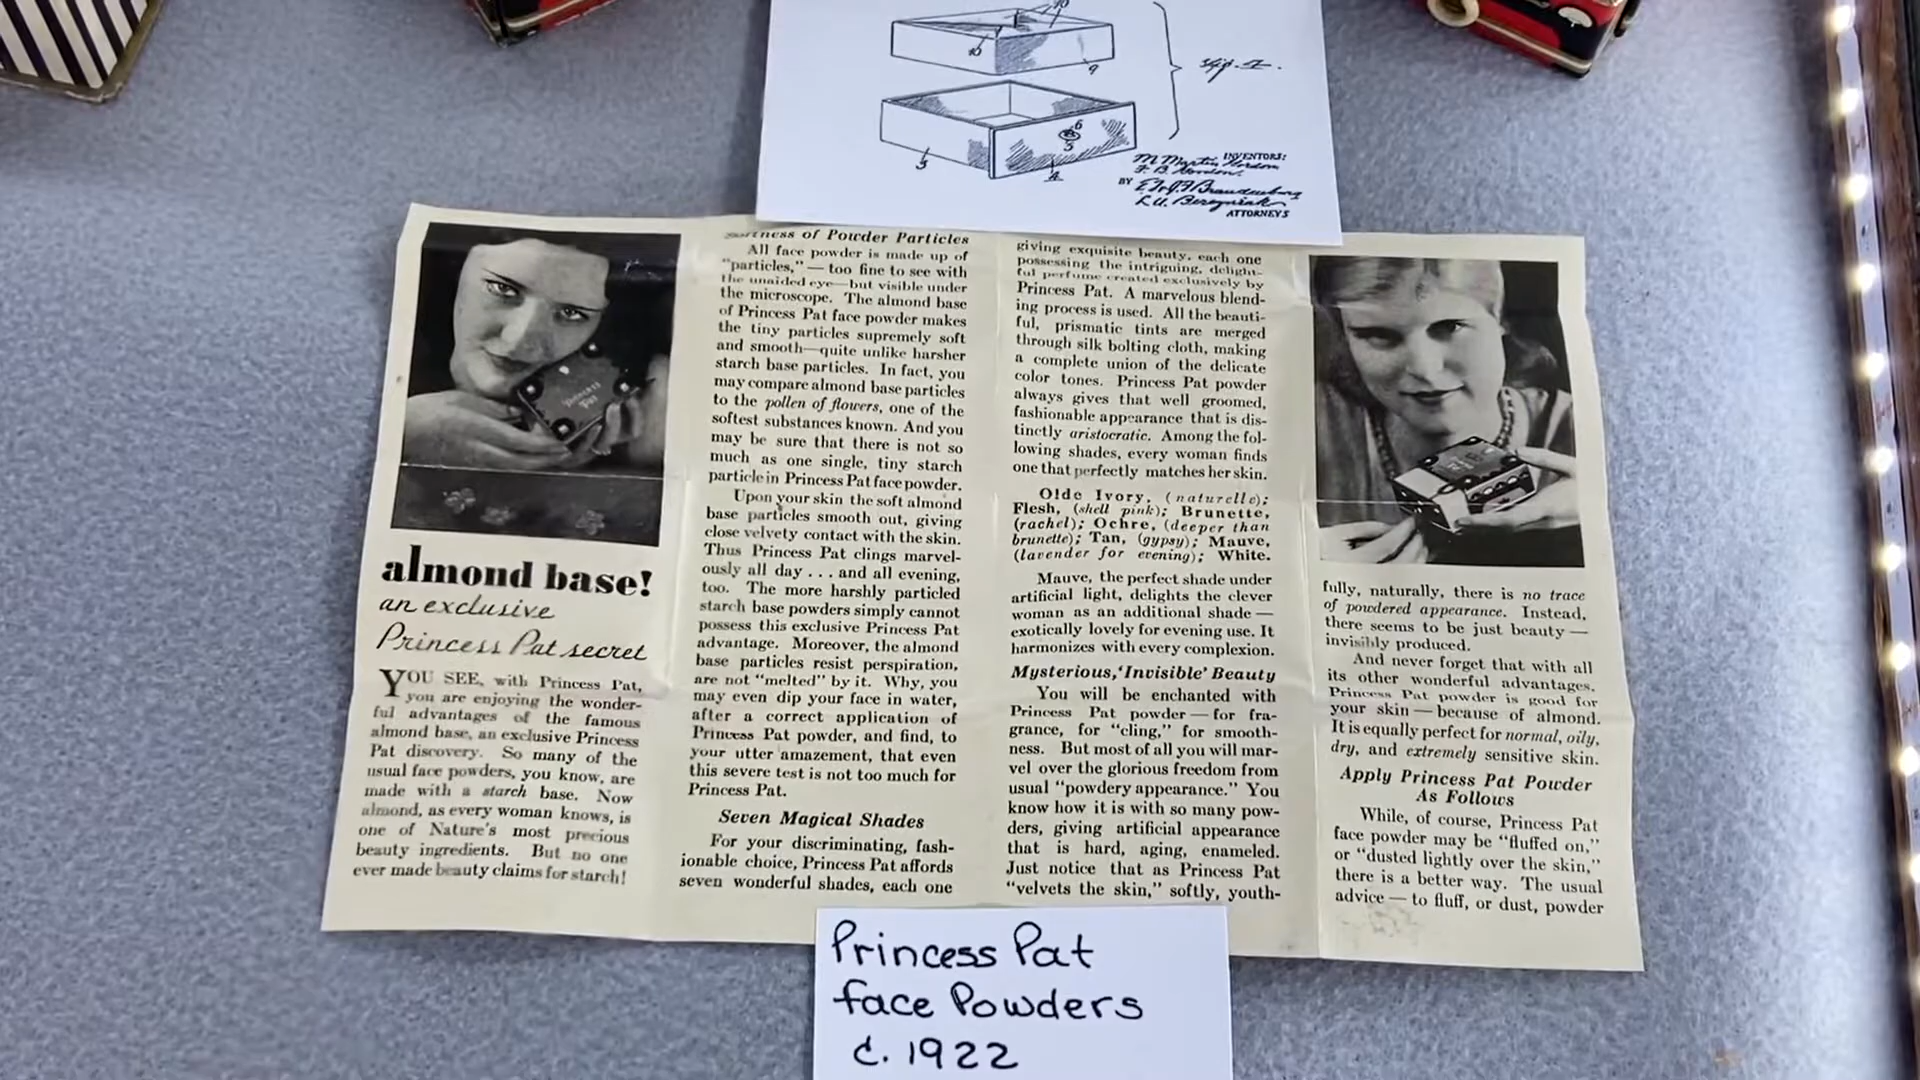 10
10
9
Fig. 1.
6
5
3
A
INVENTORS:
M. Martin Gordon
F. B. Gordon.
BY
ATTORNEYS
Princess
Pat
almond base!
an exclusive
Princess Pat secret
YOU SEE, with Princess Pat,
you are enjoying the wonder-
ful advantages of the famous
almond base, an exclusive Princess
Pat discovery. So many of the
usual face powders, you know, are
made with a starch base. Now
almond, as every woman knows, is
one of Nature's most precious
beauty ingredients. But no one
ever made beauty claims for starch!
of Powder Particles
All face powder is made up of
"particles,"—too fine to see with
the unaided eye—but visible under
the microscope. The almond base
of Princess Pat face powder makes
the tiny particles supremely soft
and smooth—quite unlike harsher
starch base particles. In fact, you
may compare almond base particles
to the pollen of flowers, one of the
softest substances known. And you
may be sure that there is not so
much as one single, tiny starch
particle in Princess Pat face powder.
Upon your skin the soft almond
base particles smooth out, giving
close velvety contact with the skin.
Thus Princess Pat clings marvel-
ously all day . . . and all evening,
too. The more harshly particled
starch base powders simply cannot
possess this exclusive Princess Pat
advantage. Moreover, the almond
base particles resist perspiration,
are not "melted" by it. Why, you
may even dip your face in water,
after a correct application of
Princess Pat powder, and find, to
your utter amazement, that even
this severe test is not too much for
Princess Pat.
Seven Magical Shades
For your discriminating, fash-
ionable choice, Princess Pat affords
seven wonderful shades, each one
giving exquisite beauty, each one
possessing the intriguing, delight-
ful perfume created exclusively by
Princess Pat. A marvelous blend-
ing process is used. All the beauti-
ful, prismatic tints are merged
through silk bolting cloth, making
a complete union of the delicate
color tones. Princess Pat powder
always gives that well groomed,
fashionable appearance that is dis-
tinctly aristocratic. Among the fol-
lowing shades, every woman finds
one that perfectly matches her skin.
Olde Ivory, (naturelle);
Flesh, (shell pink); Brunette,
(rachel); Ochre, (deeper than
brunette); Tan, (gypsy); Mauve,
(lavender for evening); White.
Mauve, the perfect shade under
artificial light, delights the clever
woman as an additional shade—
exotically lovely for evening use. It
harmonizes with every complexion.
Mysterious, 'Invisible' Beauty
You will be enchanted with
Princess Pat powder—for fra-
grance, for "cling," for smooth-
ness. But most of all you will mar-
vel over the glorious freedom from
usual "powdery appearance." You
know how it is with so many pow-
ders, giving artificial appearance
that is hard, aging, enameled.
Just notice that as Princess Pat
"velvets the skin," softly, youth-
fully, naturally, there is no trace
of powdered appearance. Instead,
there seems to be just beauty—
invisibly produced.
And never forget that with all
its other wonderful advantages,
Princess Pat powder is good for
your skin—because of almond.
It is equally perfect for normal, oily,
dry, and extremely sensitive skin.
Apply Princess Pat Powder
As Follows
While, of course, Princess Pat
face powder may be "fluffed on,"
or "dusted lightly over the skin,"
there is a better way. The usual
advice—to fluff, or dust, powder
Princess Pat
face Powders
c. 1922